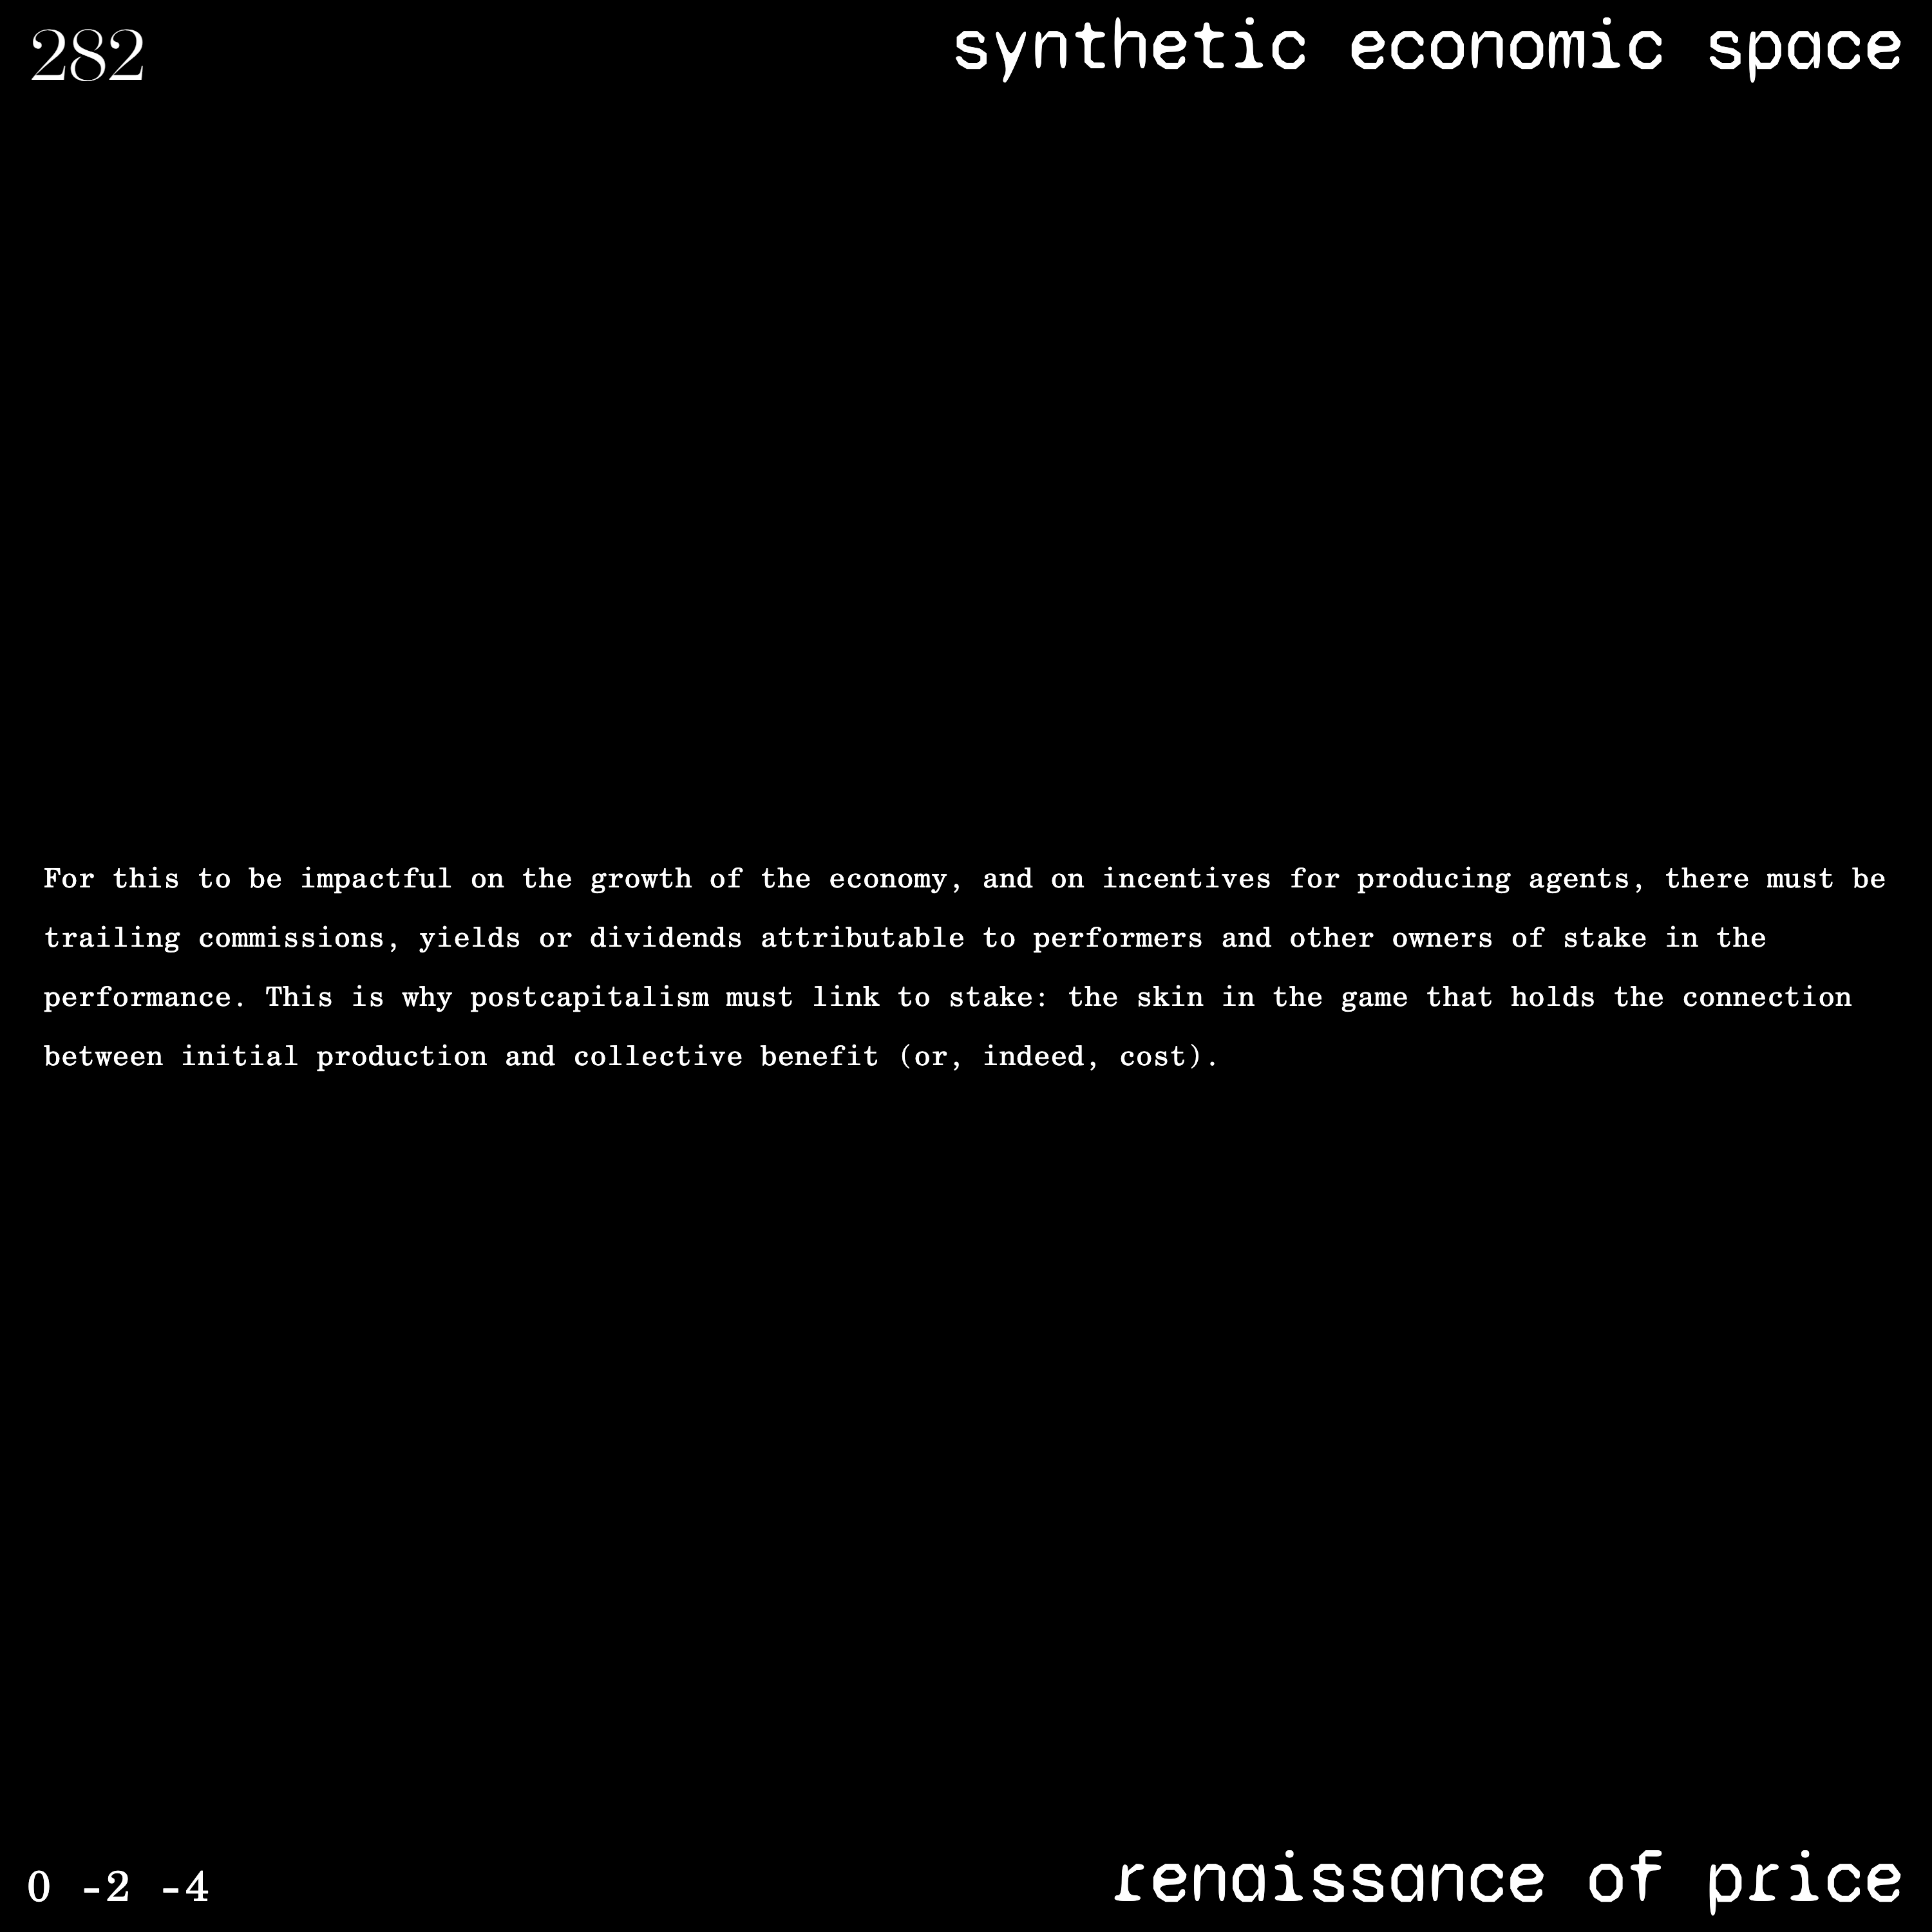 282
synthetic economic space
For this to be impactful on the growth of the economy, and on incentives for producing agents, there must be
trailing commissions, yields or dividends attributable to performers and other owners of stake in the
performance. This is why postcapitalism must link to stake: the skin in the game that holds the connection
between initial production and collective benefit (or, indeed, cost).
0 -2 -4
renaissance of price